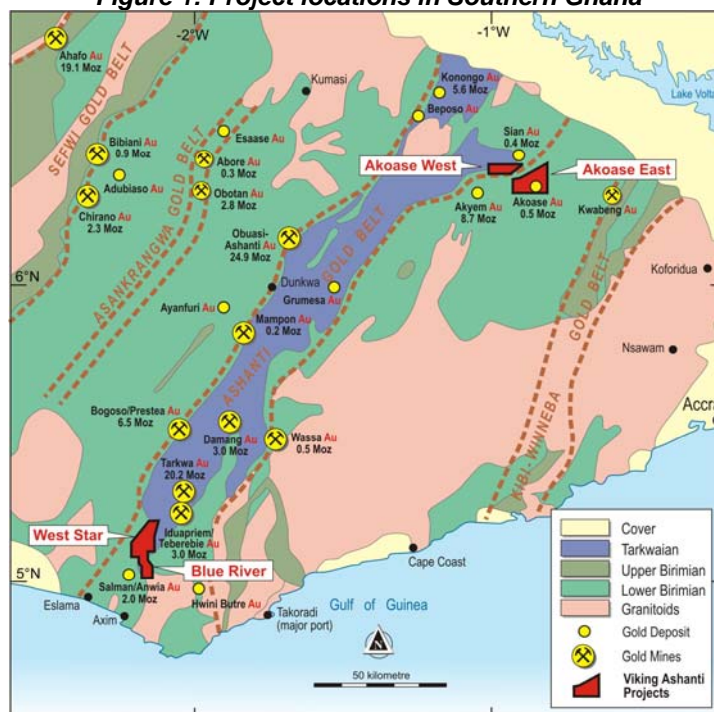 Figure 1: Project locations in Southern Ghana
-2°W
-1°W
Ahafo Au
19.1 Moz
SEFWI GOLD BELT
Kumasi
Konongo Au
5.6 Moz
Beposo
Lake Volta
Bibiani Au
0.9 Moz
Adubiaso
Esaase Au
Abore Au
0.3 Moz
Obotan Au
2.8 Moz
Chirano Au
2.3 Moz
ASANKRANGWA GOLD BELT
Sian Au
0.4 Moz
Akoase West
Akoase East
Akyem Au
8.7 Moz
Akoase Au
0.5 Moz
Kwabeng Au
Obuasi-
Ashanti Au
24.9 Moz
6°N
Dunkwa
Grumesa Au
Koforidua
Ayanfuri Au
Mampon Au
0.2 Moz
ASHANTI GOLD BELT
KIBI-WINNEBA GOLD BELT
Nsawam
Accra
Bogoso/Prestea Au
6.5 Moz
Damang Au
3.0 Moz
Wassa Au
0.5 Moz
Tarkwa Au
20.2 Moz
Iduapriem/
Teberebie Au
3.0 Moz
West Star
Blue River
5°N
Salman/Anwia Au
2.0 Moz
Hwini Butre Au
Cape Coast
Eslama
Axim
Takoradi
(major port)
Gulf of Guinea
50 kilometre
Cover
Tarkwaian
Upper Birimian
Lower Birimian
Granitoids
Gold Deposit
Gold Mines
Viking Ashanti
Projects